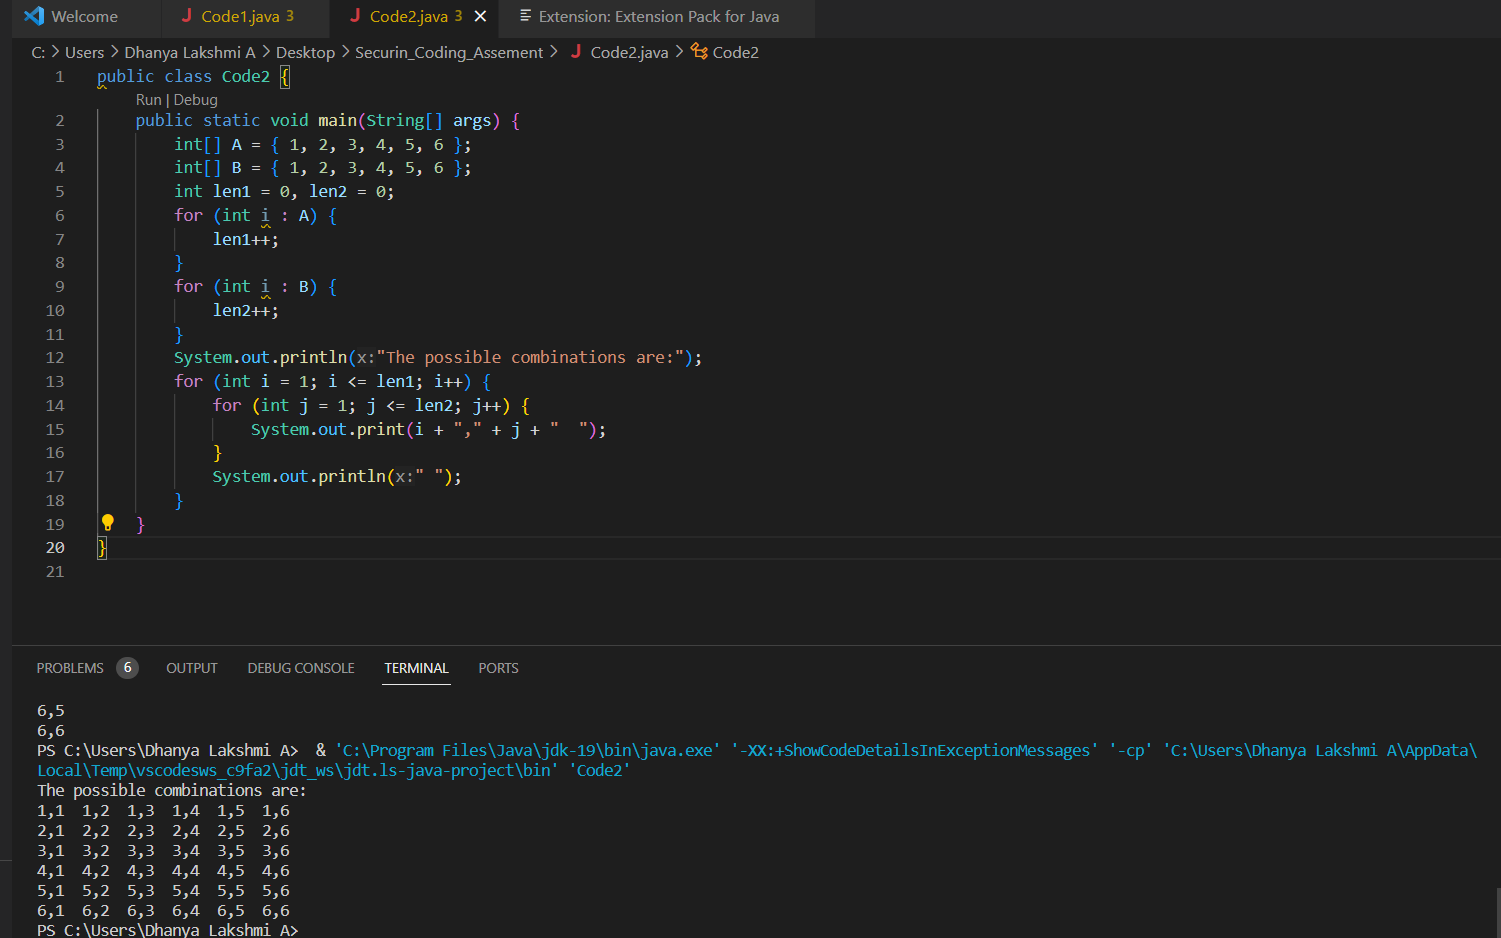 Welcome  Code1.java 3  Code2.java 3  Extension: Extension Pack for Java
C: > Users > Dhanya Lakshmi A > Desktop > Securin_Coding_Assement > Code2.java > Code2
1 public class Code2 {
Run | Debug
2 public static void main(String[] args) {
3 int[] A = { 1, 2, 3, 4, 5, 6 };
4 int[] B = { 1, 2, 3, 4, 5, 6 };
5 int len1 = 0, len2 = 0;
6 for (int i : A) {
7 len1++;
8 }
9 for (int i : B) {
10 len2++;
11 }
12 System.out.println(x:"The possible combinations are:");
13 for (int i = 1; i <= len1; i++) {
14 for (int j = 1; j <= len2; j++) {
15 System.out.print(i + "," + j + "  ");
16 }
17 System.out.println(x:" ");
18 }
19 }
20 }
21
PROBLEMS 6 OUTPUT DEBUG CONSOLE TERMINAL PORTS
6,5
6,6
PS C:\Users\Dhanya Lakshmi A>  & 'C:\Program Files\Java\jdk-19\bin\java.exe' '-XX:+ShowCodeDetailsInExceptionMessages' '-cp' 'C:\Users\Dhanya Lakshmi A\AppData\
Local\Temp\vscodesws_c9fa2\jdt_ws\jdt.ls-java-project\bin' 'Code2'
The possible combinations are:
1,1  1,2  1,3  1,4  1,5  1,6
2,1  2,2  2,3  2,4  2,5  2,6
3,1  3,2  3,3  3,4  3,5  3,6
4,1  4,2  4,3  4,4  4,5  4,6
5,1  5,2  5,3  5,4  5,5  5,6
6,1  6,2  6,3  6,4  6,5  6,6
PS C:\Users\Dhanya Lakshmi A>